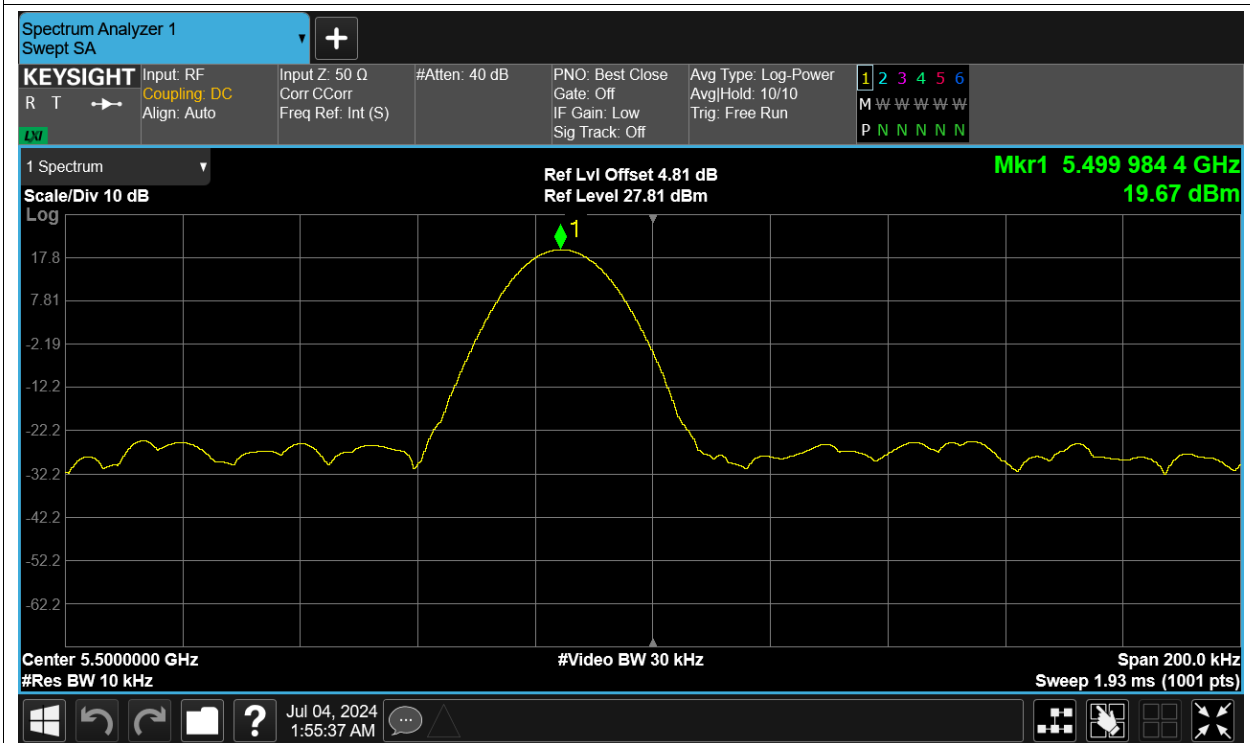 Spectrum Analyzer 1
Swept SA
KEYSIGHT
R T
LXI
Input: RF
Coupling: DC
Align: Auto
Input Z: 50 Ω
Corr CCorr
Freq Ref: Int (S)
#Atten: 40 dB
PNO: Best Close
Gate: Off
IF Gain: Low
Sig Track: Off
Avg Type: Log-Power
Avg|Hold: 10/10
Trig: Free Run
1 2 3 4 5 6
M W W W W W
P N N N N N
1 Spectrum
Scale/Div 10 dB
Log
Ref Lvl Offset 4.81 dB
Ref Level 27.81 dBm
Mkr1 5.499 984 4 GHz
19.67 dBm
1
17.8
7.81
-2.19
-12.2
-22.2
-32.2
-42.2
-52.2
-62.2
Center 5.5000000 GHz
#Video BW 30 kHz
Span 200.0 kHz
#Res BW 10 kHz
Sweep 1.93 ms (1001 pts)
?
Jul 04, 2024
1:55:37 AM